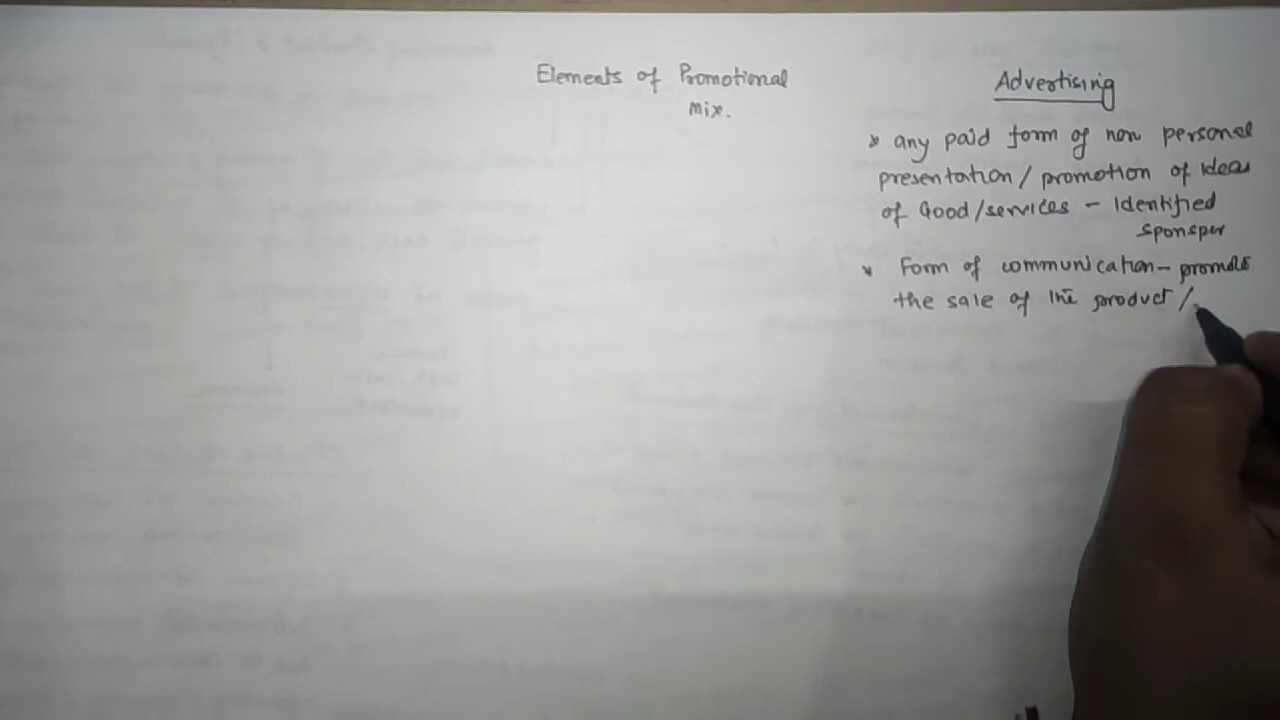 Elements of Promotional
mix.
Advertising
* any paid form of non personal
presentation / promotion of Ideas
of Good/services - Identified
sponsper
* Form of communication - promote
the sale of the product /